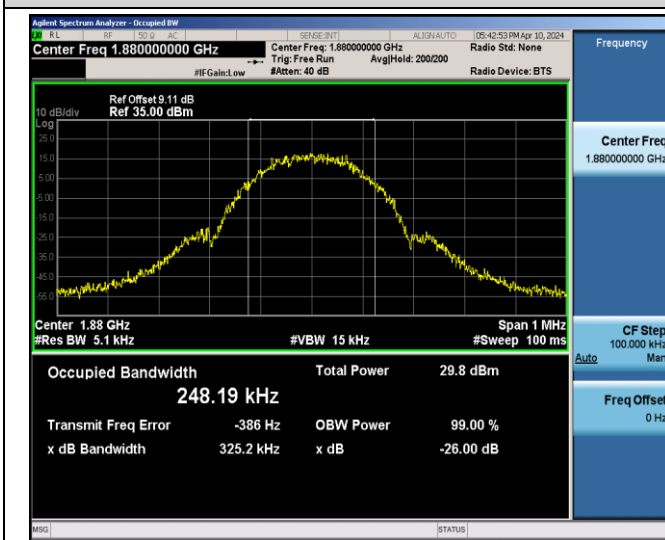 Agilent Spectrum Analyzer - Occupied BW
RL RF 50 Ω AC SENSE:INT ALIGNAUTO 05:42:53 PM Apr 10, 2024
Center Freq 1.880000000 GHz
Center Freq: 1.880000000 GHz
Radio Std: None
Trig: Free Run Avg|Hold: 200/200
#IFGain:Low #Atten: 40 dB Radio Device: BTS
Ref Offset 9.11 dB
10 dB/div Ref 35.00 dBm
Log
25.0
15.0
5.00
-5.00
-15.0
-25.0
-35.0
-45.0
-55.0
Center 1.88 GHz Span 1 MHz
#Res BW 5.1 kHz #VBW 15 kHz #Sweep 100 ms
Occupied Bandwidth Total Power 29.8 dBm
248.19 kHz
Transmit Freq Error -386 Hz OBW Power 99.00 %
x dB Bandwidth 325.2 kHz x dB -26.00 dB
MSG STATUS
Frequency
Center Freq
1.880000000 GHz
CF Step
100.000 kHz
Auto Man
Freq Offset
0 Hz